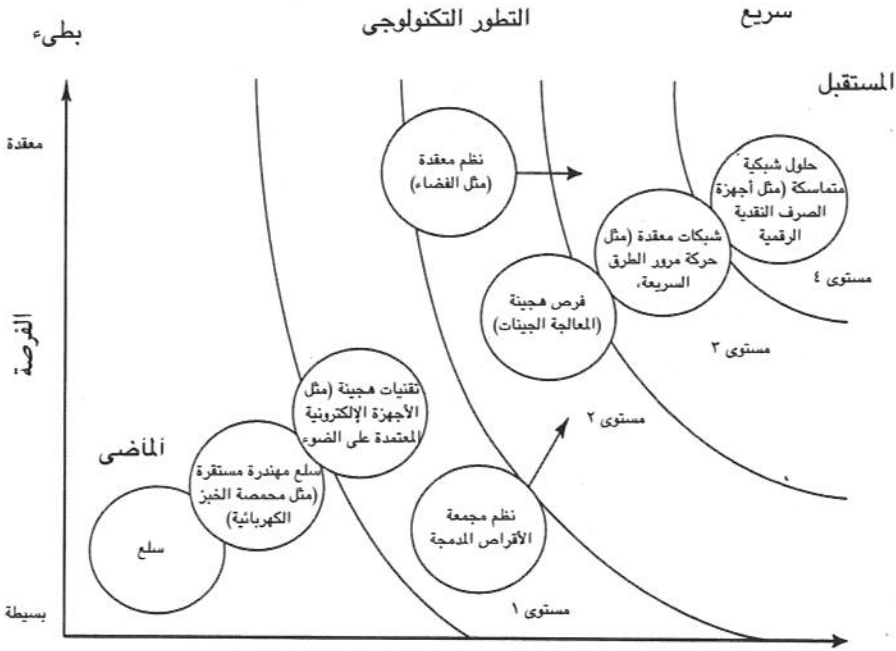 سريع
التطور التكنولوجى
بطىء
المستقبل
معقدة
الفرصة
بسيطة
الماضى
حلول شبكية
متماسكة (مثل أجهزة
الصرف النقدية
الرقمية
نظم معقدة
(مثل الفضاء)
شبكات معقدة (مثل
حركة مرور الطرق
السريعة،
فرص هجينة
(المعالجة الجينات)
تقنيات هجينة (مثل
الأجهزة الإلكترونية
المعتمدة على الضوء
سلع مهندرة مستقرة
(مثل محمصة الخبز
الكهربائية)
سلع
نظم مجمعة
الأقراص المدمجة
مستوى ٤
مستوى ٣
مستوى ٢
مستوى ١